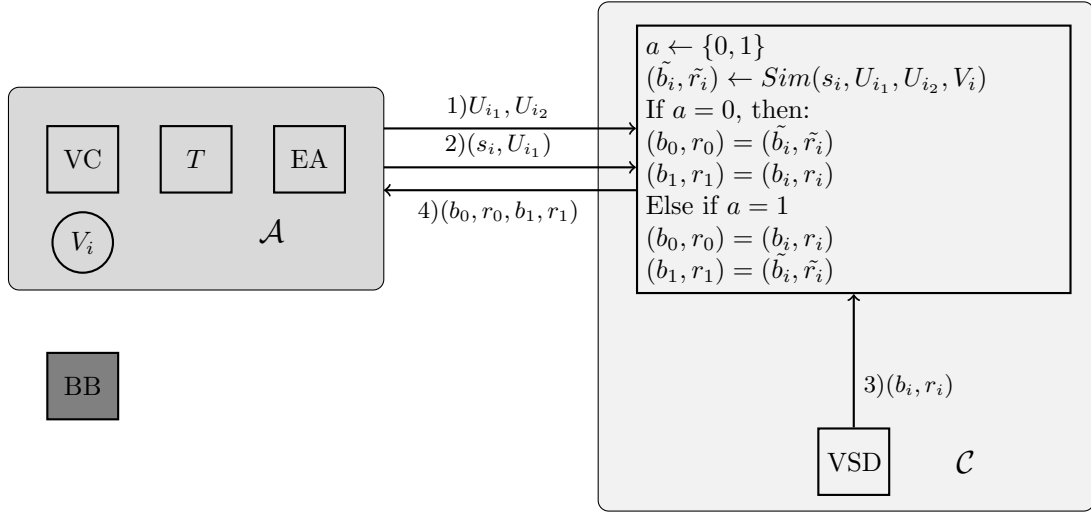 VC
T
EA
V_i
𝒜
BB
1)U_{i_1}, U_{i_2}
2)(s_i, U_{i_1})
4)(b_0, r_0, b_1, r_1)
a ← {0, 1}
(b̃_i, r̃_i) ← Sim(s_i, U_{i_1}, U_{i_2}, V_i)
If a = 0, then:
(b_0, r_0) = (b̃_i, r̃_i)
(b_1, r_1) = (b_i, r_i)
Else if a = 1
(b_0, r_0) = (b_i, r_i)
(b_1, r_1) = (b̃_i, r̃_i)
3)(b_i, r_i)
VSD
𝒞